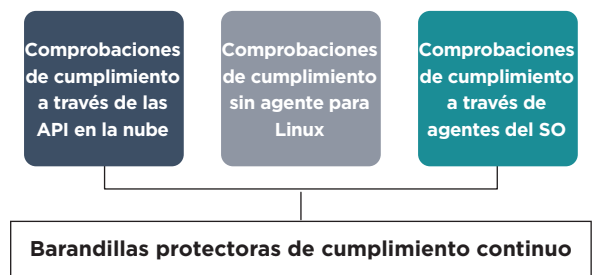 Comprobaciones
de cumplimiento
a través de las
API en la nube
Comprobaciones
de cumplimiento
sin agente para
Linux
Comprobaciones
de cumplimiento
a través de
agentes del SO
Barandillas protectoras de cumplimiento continuo